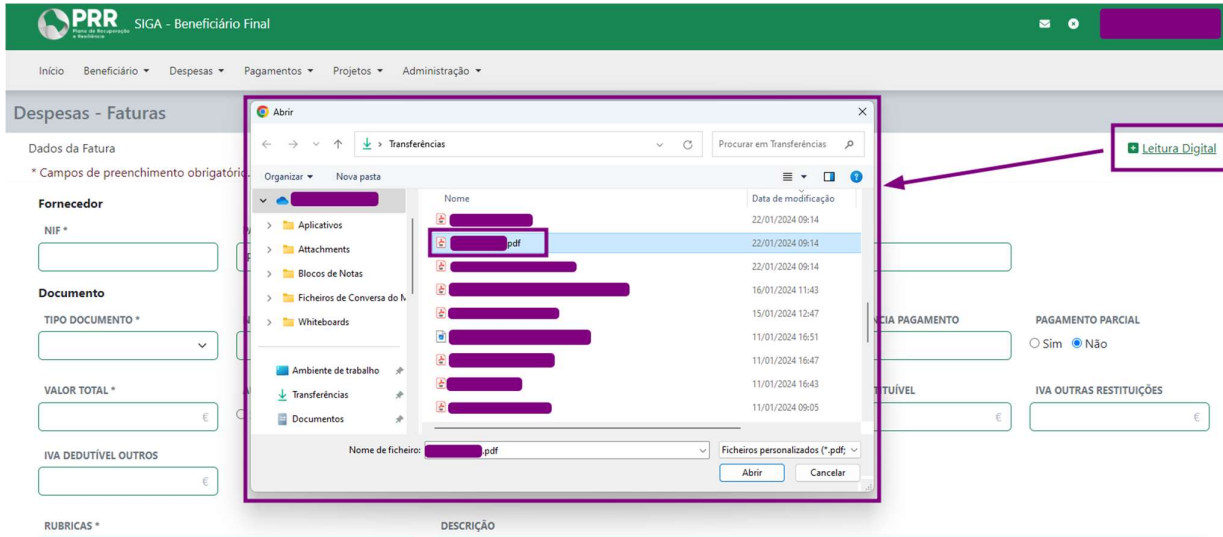 PRR
Plano de Recuperação
e Resiliência
SIGA - Beneficiário Final
Início Beneficiário Despesas Pagamentos Projetos Administração
Despesas - Faturas
Leitura Digital
Dados da Fatura
* Campos de preenchimento obrigatório
Fornecedor
NIF *
Documento
TIPO DOCUMENTO *
PAGAMENTO
PAGAMENTO PARCIAL
Sim Não
VALOR TOTAL *
IVA OUTRAS RESTITUIÇÕES
€ € €
IVA DEDUTÍVEL OUTROS
€
RUBRICAS *
DESCRIÇÃO
Abrir
Transferências
Procurar em Transferências
Organizar Nova pasta
Nome Data de modificação
Aplicativos
Attachments
Blocos de Notas
Ficheiros de Conversa do M
Whiteboards
Ambiente de trabalho
Transferências
Documentos
22/01/2024 09:14
.pdf 22/01/2024 09:14
22/01/2024 09:14
16/01/2024 11:43
15/01/2024 12:47
11/01/2024 16:51
11/01/2024 16:47
11/01/2024 16:43
11/01/2024 09:05
Nome de ficheiro: .pdf Ficheiros personalizados (*.pdf;
Abrir Cancelar